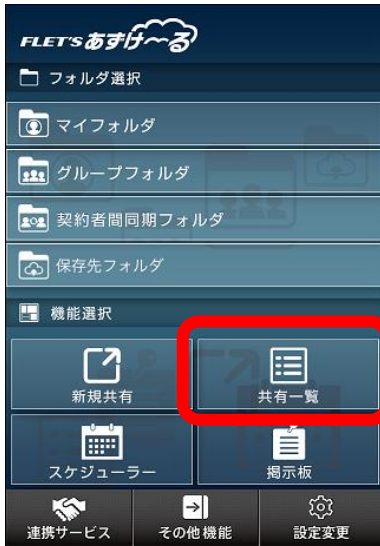 FLET'Sあずけ〜る
フォルダ選択
マイフォルダ
グループフォルダ
契約者間同期フォルダ
保存先フォルダ
機能選択
新規共有
共有一覧
スケジューラー
掲示板
連携サービス
その他機能
設定変更